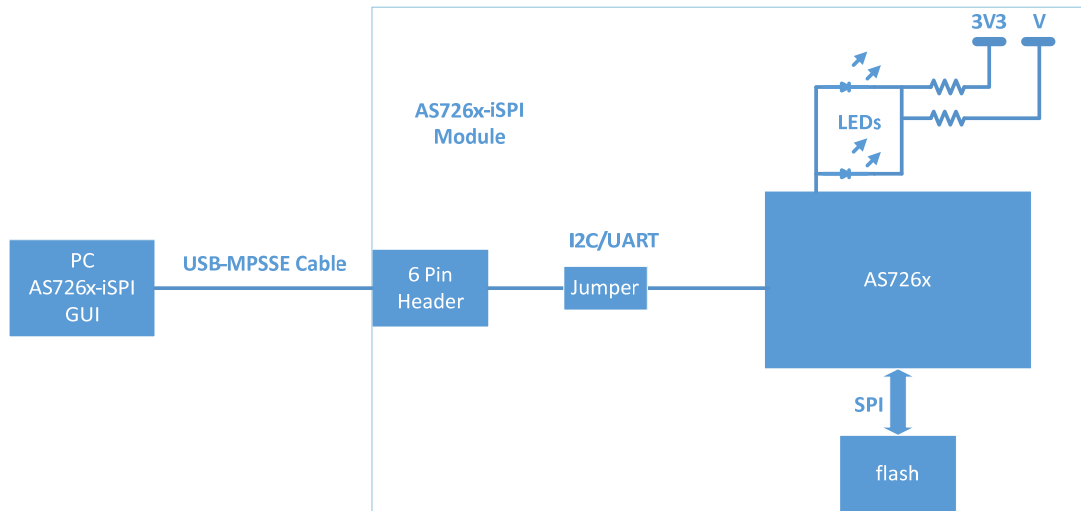 3V3
V
AS726x-iSPI
Module
LEDs
I2C/UART
PC
AS726x-iSPI
GUI
USB-MPSSE Cable
6 Pin
Header
Jumper
AS726x
SPI
flash